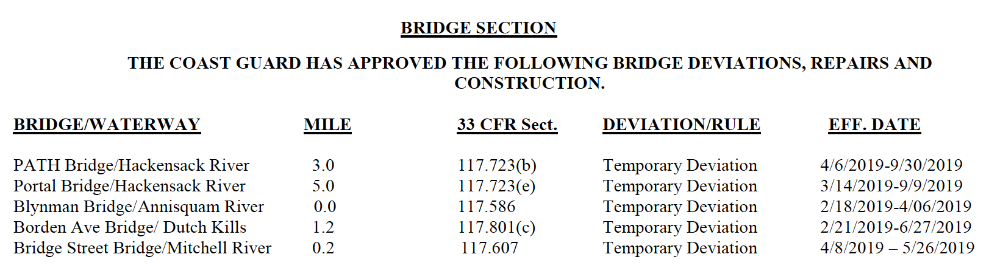 BRIDGE SECTION
THE COAST GUARD HAS APPROVED THE FOLLOWING BRIDGE DEVIATIONS, REPAIRS AND
CONSTRUCTION.
BRIDGE/WATERWAY MILE 33 CFR Sect. DEVIATION/RULE EFF. DATE
PATH Bridge/Hackensack River 3.0 117.723(b) Temporary Deviation 4/6/2019-9/30/2019
Portal Bridge/Hackensack River 5.0 117.723(e) Temporary Deviation 3/14/2019-9/9/2019
Blynman Bridge/Annisquam River 0.0 117.586 Temporary Deviation 2/18/2019-4/06/2019
Borden Ave Bridge/ Dutch Kills 1.2 117.801(c) Temporary Deviation 2/21/2019-6/27/2019
Bridge Street Bridge/Mitchell River 0.2 117.607 Temporary Deviation 4/8/2019 – 5/26/2019